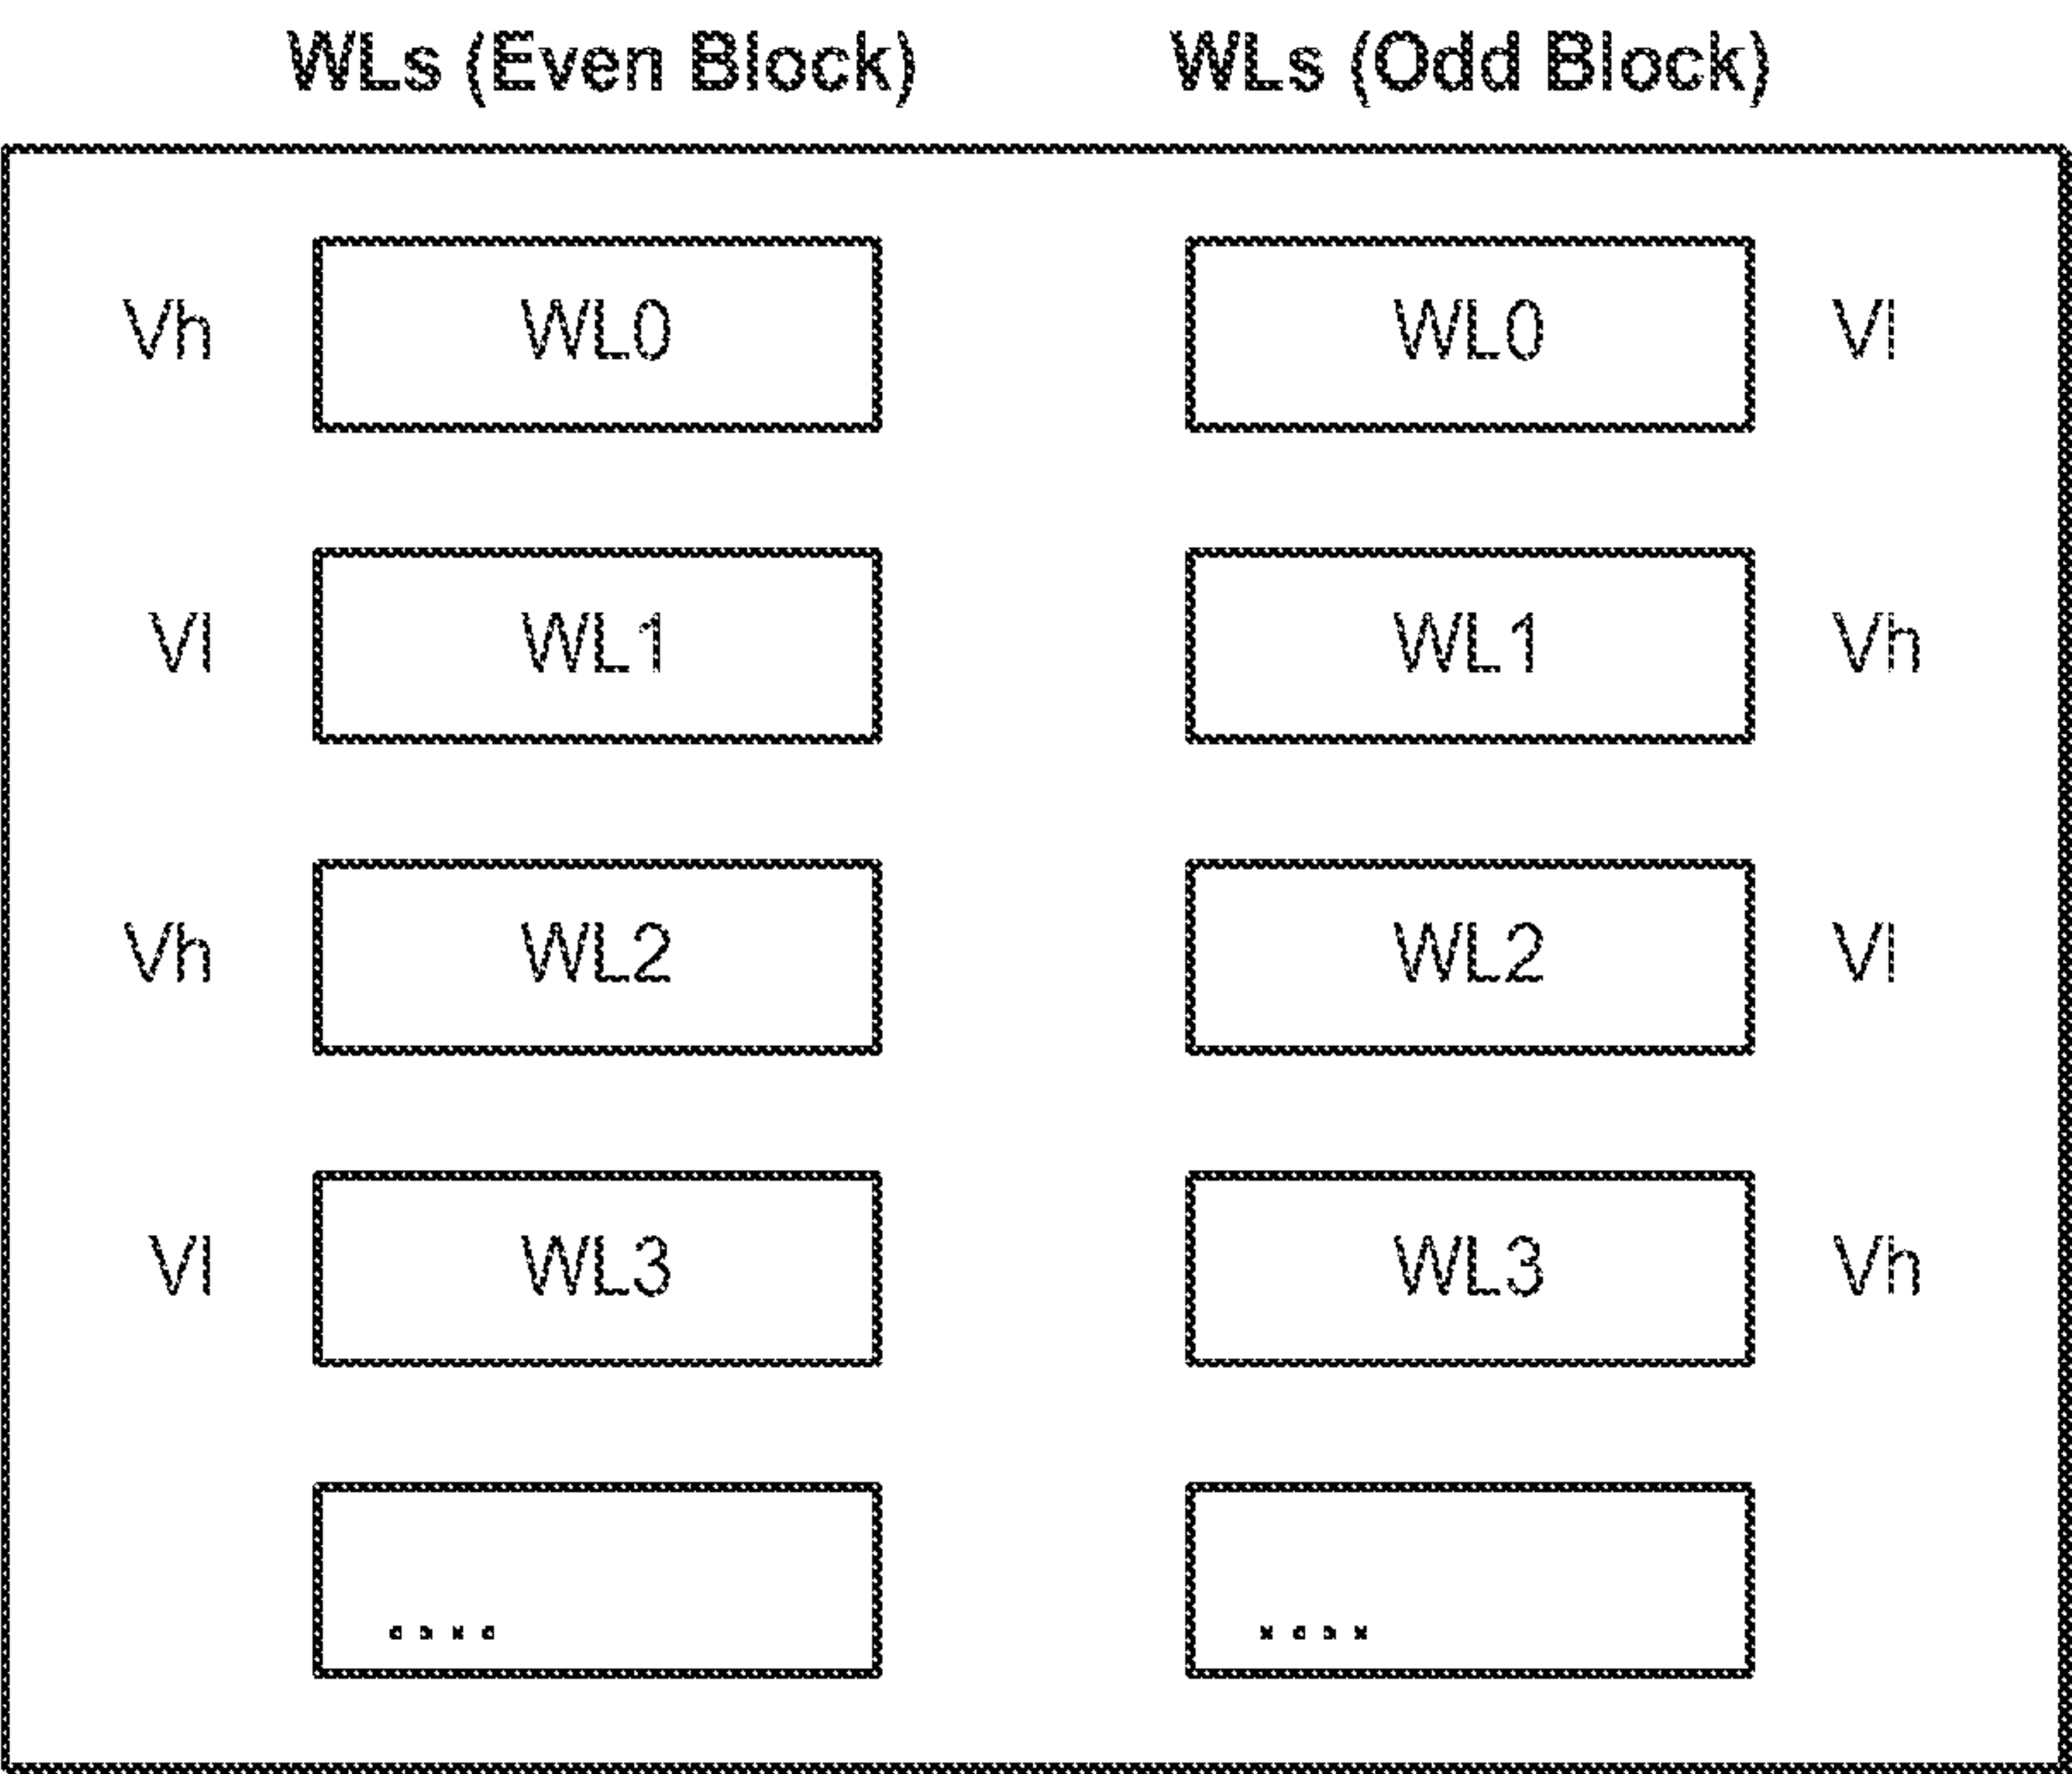 WLs (Even Block) WLs (Odd Block)
Vh WL0 WL0 Vl
Vl WL1 WL1 Vh
Vh WL2 WL2 Vl
Vl WL3 WL3 Vh
.... ....